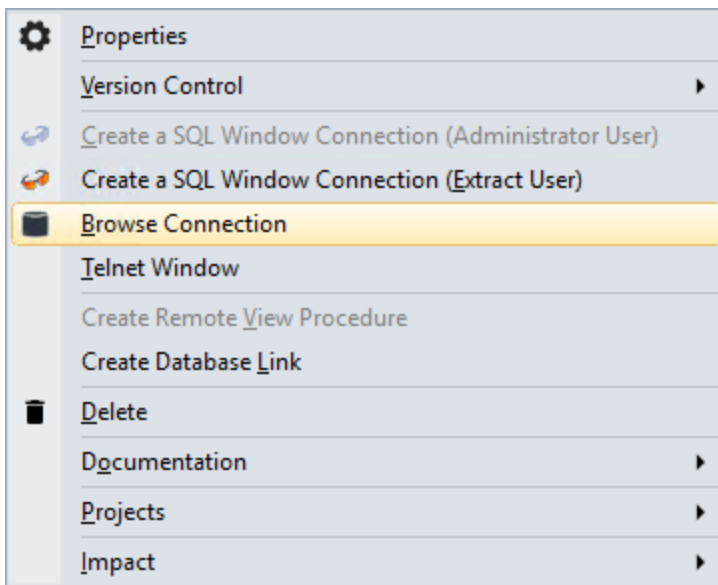 Properties
Version Control
Create a SQL Window Connection (Administrator User)
Create a SQL Window Connection (Extract User)
Browse Connection
Telnet Window
Create Remote View Procedure
Create Database Link
Delete
Documentation
Projects
Impact